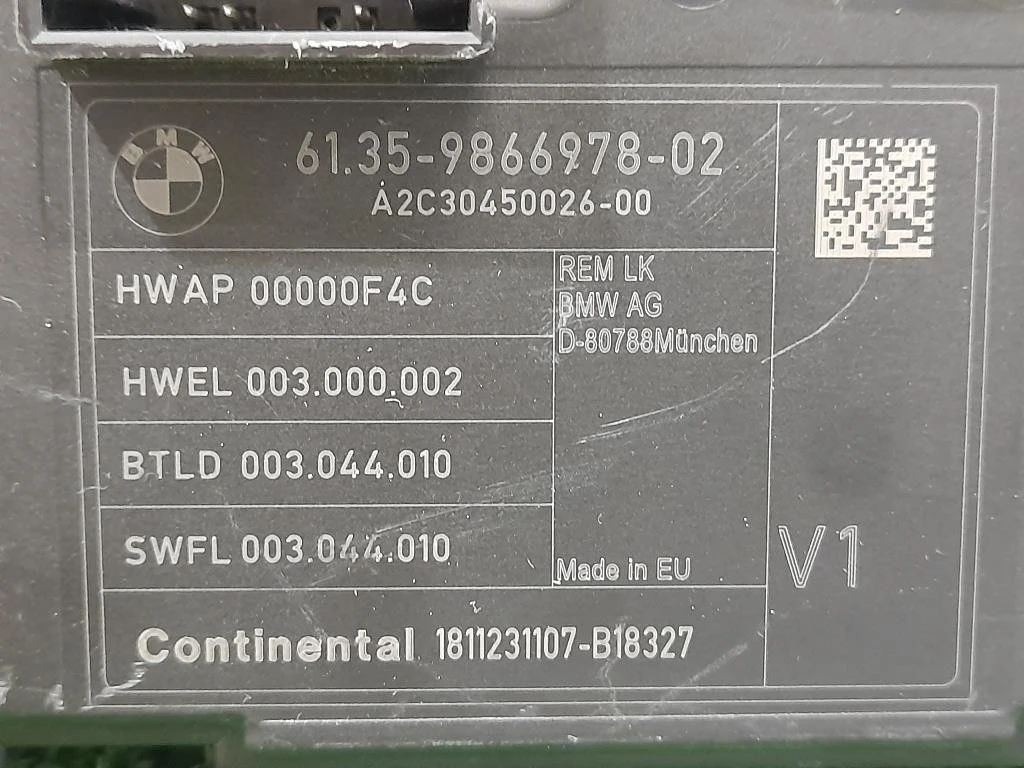 BMW
61.35-9866978-02
A2C30450026-00
HWAP 00000F4C
REM LK
BMW AG
D-80788München
HWEL 003.000.002
BTLD 003.044.010
SWFL 003.044.010
Made in EU
V1
Continental 1811231107-B18327